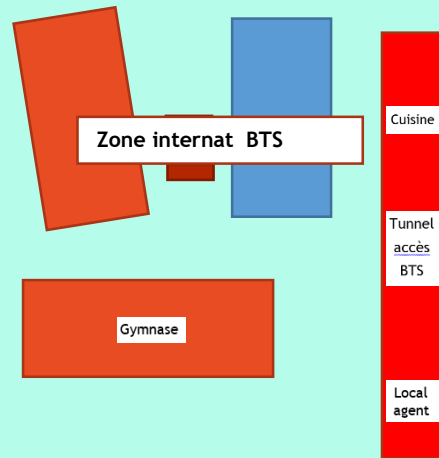 Cuisine
Zone internat BTS
Tunnel
accès
BTS
Gymnase
Local
agent